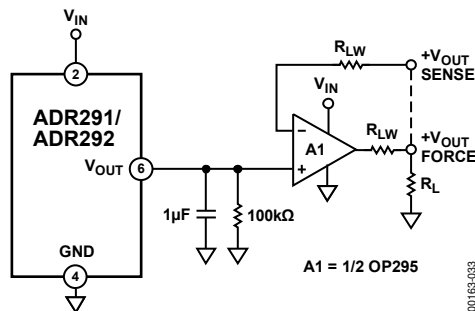 V_IN
2
ADR291/
ADR292
V_OUT 6
GND
4
1µF
100kΩ
R_LW
+V_OUT
SENSE
V_IN
−
A1
+
R_LW
+V_OUT
FORCE
R_L
A1 = 1/2 OP295
00163-033